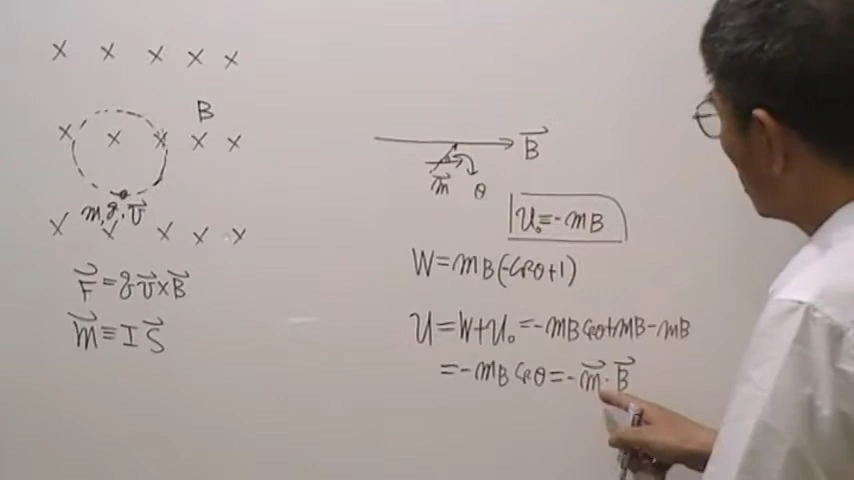 × × × × ×
B
× × × × ×
m, q, v⃗
× × × × ×
F⃗ = q v⃗ × B⃗
m⃗ ≡ I S⃗
B⃗
m⃗ θ
U₀ = -mB
W = mB(-cosθ+1)
U = W + U₀ = -mB cosθ + mB - mB
= -mB cosθ = -m⃗ · B⃗